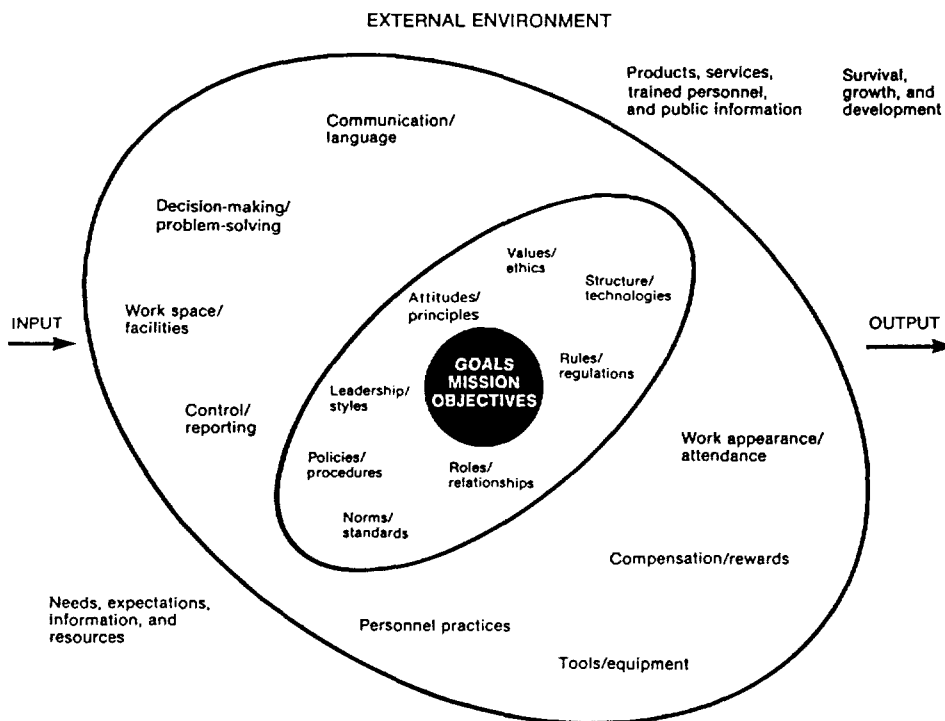 EXTERNAL ENVIRONMENT
Products, services,
trained personnel,
and public information
Survival,
growth, and
development
Communication/
language
Decision-making/
problem-solving
Values/
ethics
Structure/
technologies
Attitudes/
principles
Work space/
facilities
INPUT
OUTPUT
GOALS
MISSION
OBJECTIVES
Rules/
regulations
Leadership/
styles
Control/
reporting
Work appearance/
attendance
Policies/
procedures
Roles/
relationships
Norms/
standards
Compensation/rewards
Needs, expectations,
information, and
resources
Personnel practices
Tools/equipment